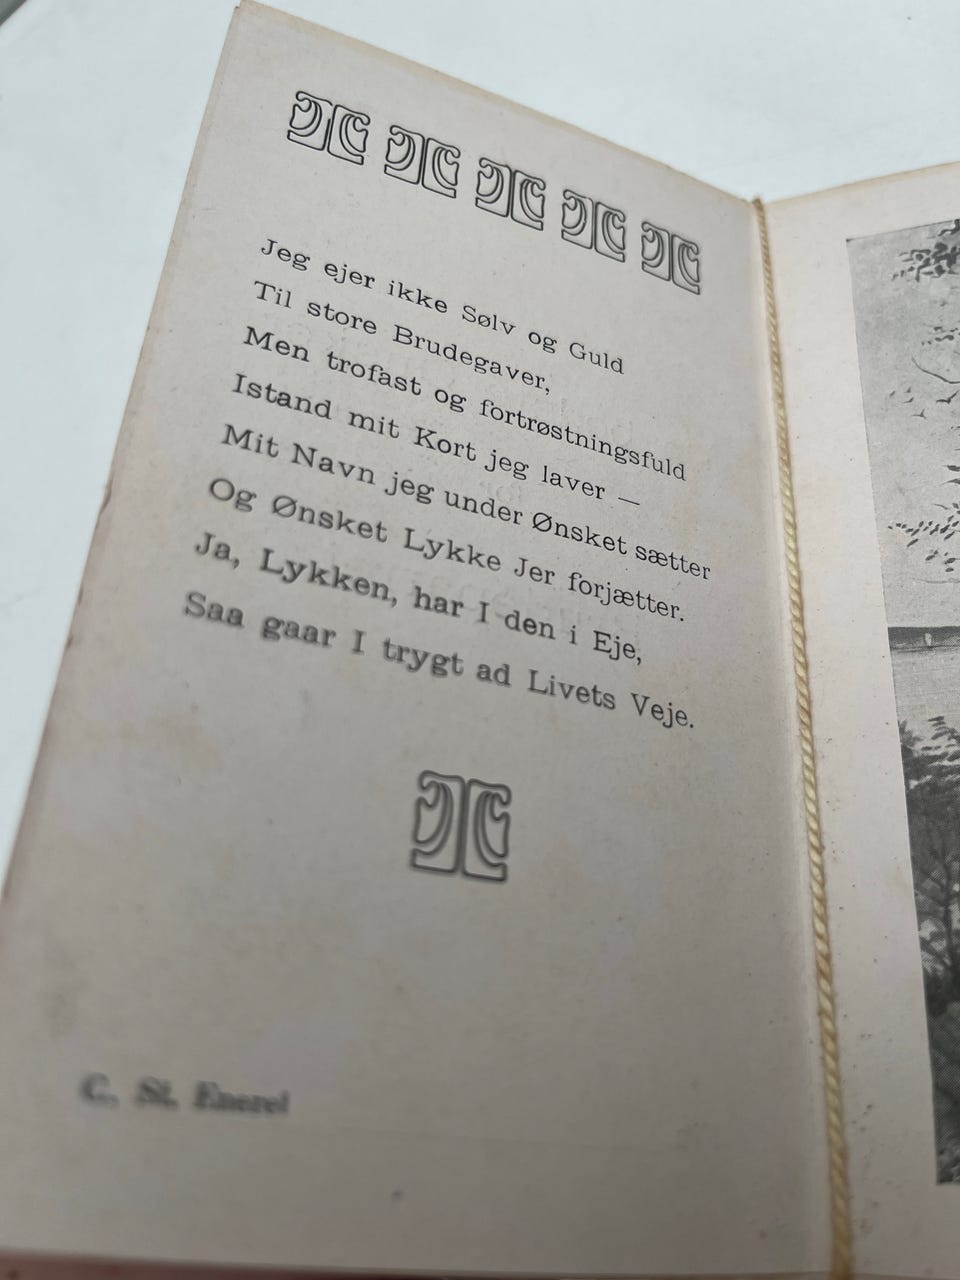 Jeg ejer ikke Sølv og Guld
Til store Brudegaver,
Men trofast og fortrøstningsfuld
Istand mit Kort jeg laver —
Mit Navn jeg under Ønsket sætter
Og Ønsket Lykke Jer forjætter.
Ja, Lykken, har I den i Eje,
Saa gaar I trygt ad Livets Veje.
C. St.